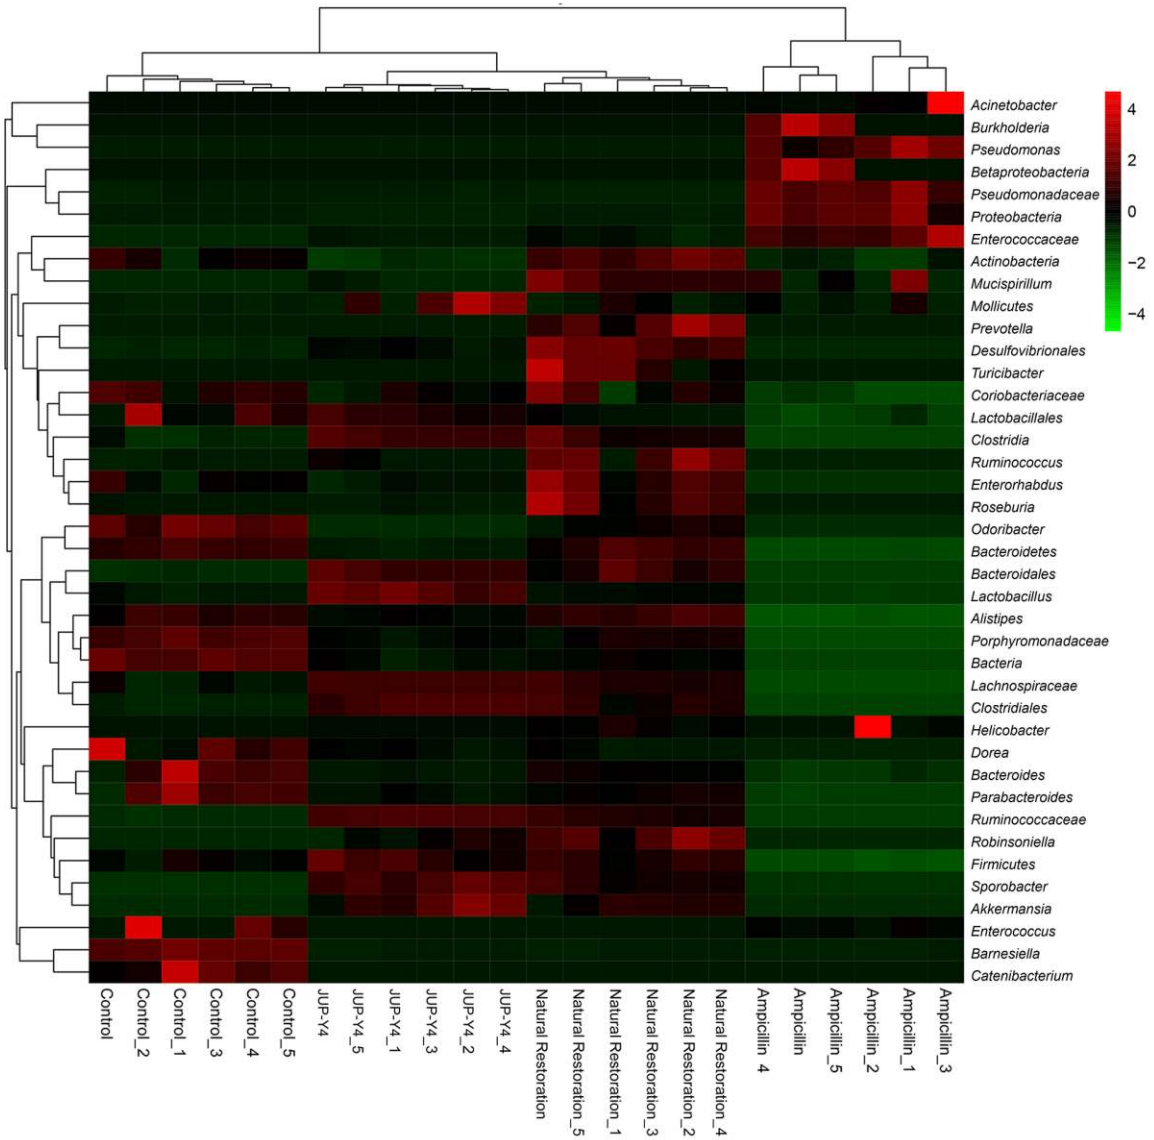 Acinetobacter
Burkholderia
Pseudomonas
Betaproteobacteria
Pseudomonadaceae
Proteobacteria
Enterococcaceae
Actinobacteria
Mucispirillum
Mollicutes
Prevotella
Desulfovibrionales
Turicibacter
Coriobacteriaceae
Lactobacillales
Clostridia
Ruminococcus
Enterorhabdus
Roseburia
Odoribacter
Bacteroidetes
Bacteroidales
Lactobacillus
Alistipes
Porphyromonadaceae
Bacteria
Lachnospiraceae
Clostridiales
Helicobacter
Dorea
Bacteroides
Parabacteroides
Ruminococcaceae
Robinsoniella
Firmicutes
Sporobacter
Akkermansia
Enterococcus
Barnesiella
Catenibacterium
4
2
0
−2
−4
Control
Control_2
Control_1
Control_3
Control_4
Control_5
JUP-Y4
JUP-Y4_5
JUP-Y4_1
JUP-Y4_3
JUP-Y4_2
JUP-Y4_4
Natural Restoration
Natural Restoration_5
Natural Restoration_1
Natural Restoration_3
Natural Restoration_2
Natural Restoration_4
Ampicillin_4
Ampicillin
Ampicillin_5
Ampicillin_2
Ampicillin_1
Ampicillin_3